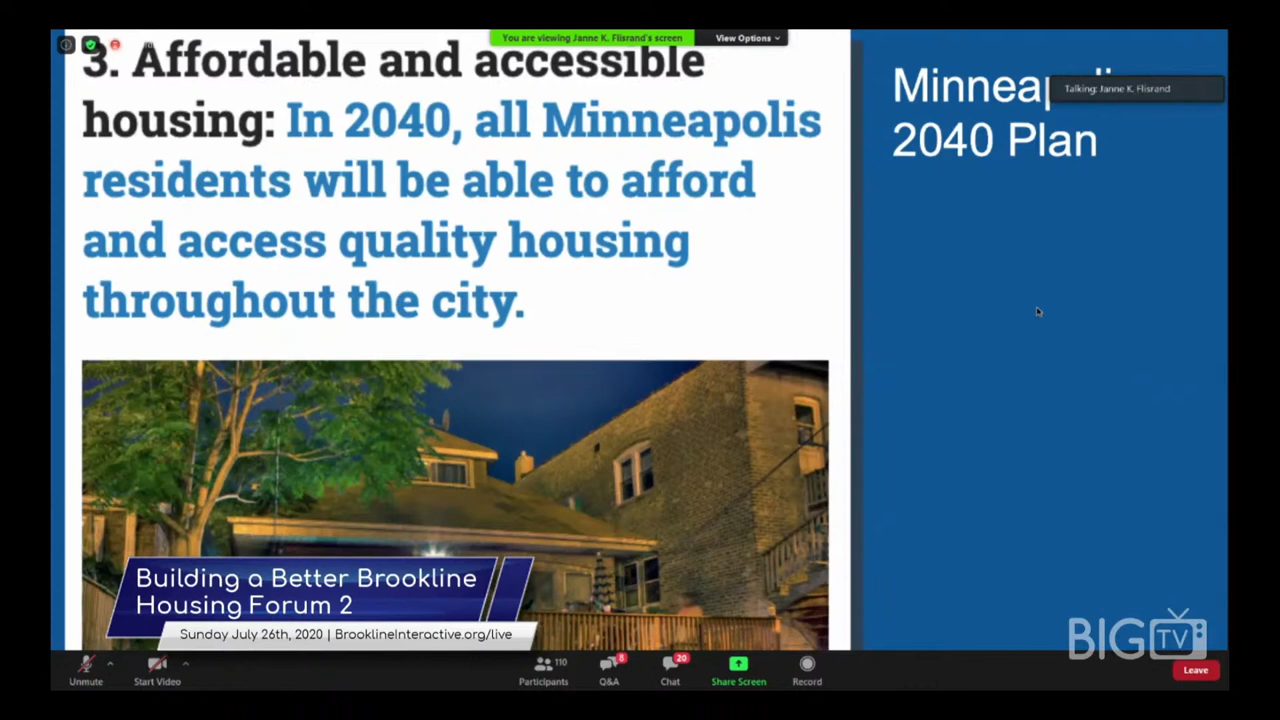 You are viewing Janne K. Flisrand's screen
View Options
3. Affordable and accessible
housing: In 2040, all Minneapolis
residents will be able to afford
and access quality housing
throughout the city.
2040 Plan
Talking: Janne K. Flisrand
Building a Better Brookline
Housing Forum 2
Sunday July 26th, 2020 | BrooklineInteractive.org/live
BIG TV
Unmute
Start Video
110
Participants
8
Q&A
20
Chat
Share Screen
Record
Leave